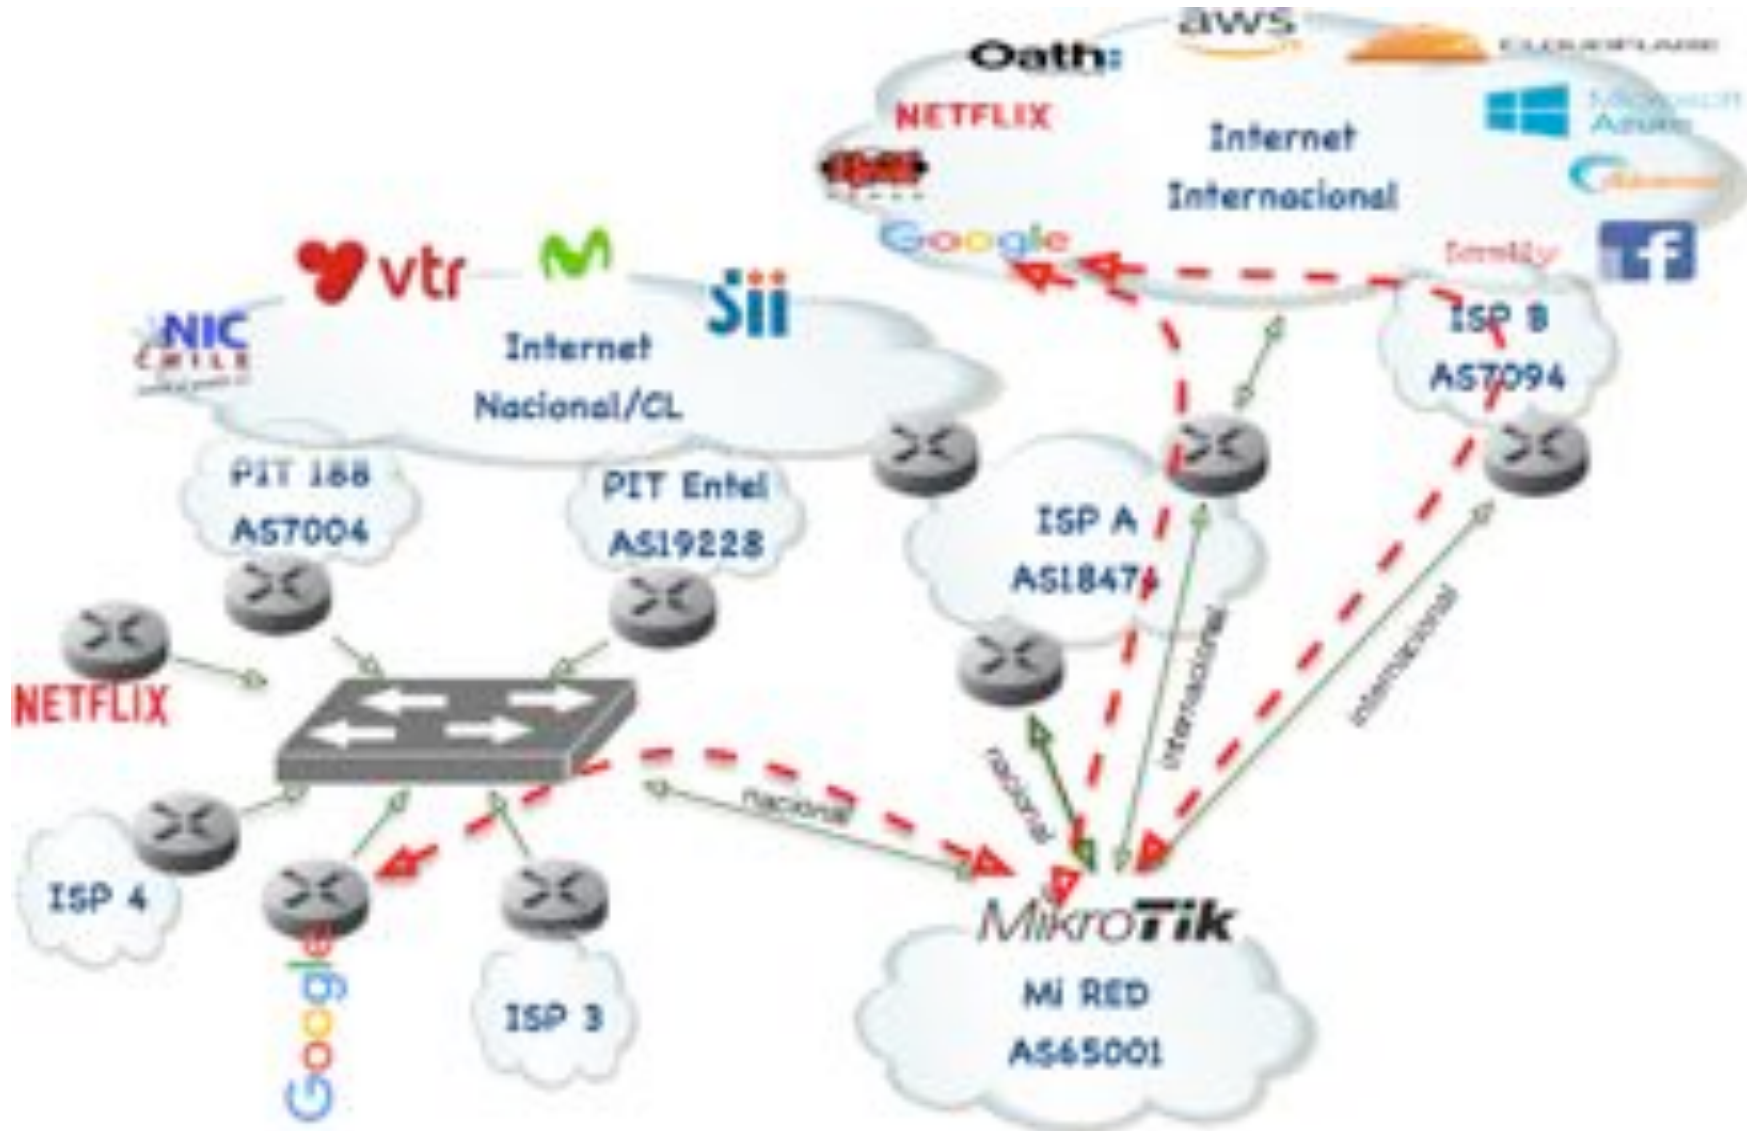 aws
Oath:
CLOUDFLARE
NETFLIX
Microsoft
Azure
Internet
Internacional
Google
vtr
Sii
NIC
CHILE
Internet
Nacional/CL
ISP B
AS7094
PIT 188
AS7004
PIT Entel
AS19228
ISP A
AS18474
NETFLIX
internacional
internacional
nacional
nacional
ISP 4
Google
ISP 3
MikroTik
Mi RED
AS65001